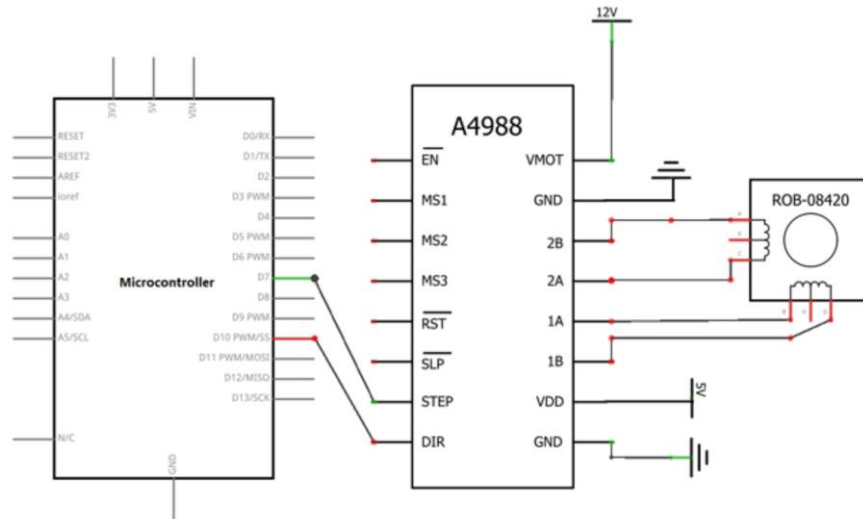 12V
3V3
5V
VIN
RESET
RESET2
AREF
ioref
A0
A1
A2
A3
A4/SDA
A5/SCL
N/C
D0/RX
D1/TX
D2
D3 PWM
D4
D5 PWM
D6 PWM
D7
D8
D9 PWM
D10 PWM/SS
D11 PWM/MOSI
D12/MISO
D13/SCK
GND
Microcontroller
A4988
EN
MS1
MS2
MS3
RST
SLP
STEP
DIR
VMOT
GND
2B
2A
1A
1B
VDD
GND
5V
ROB-08420